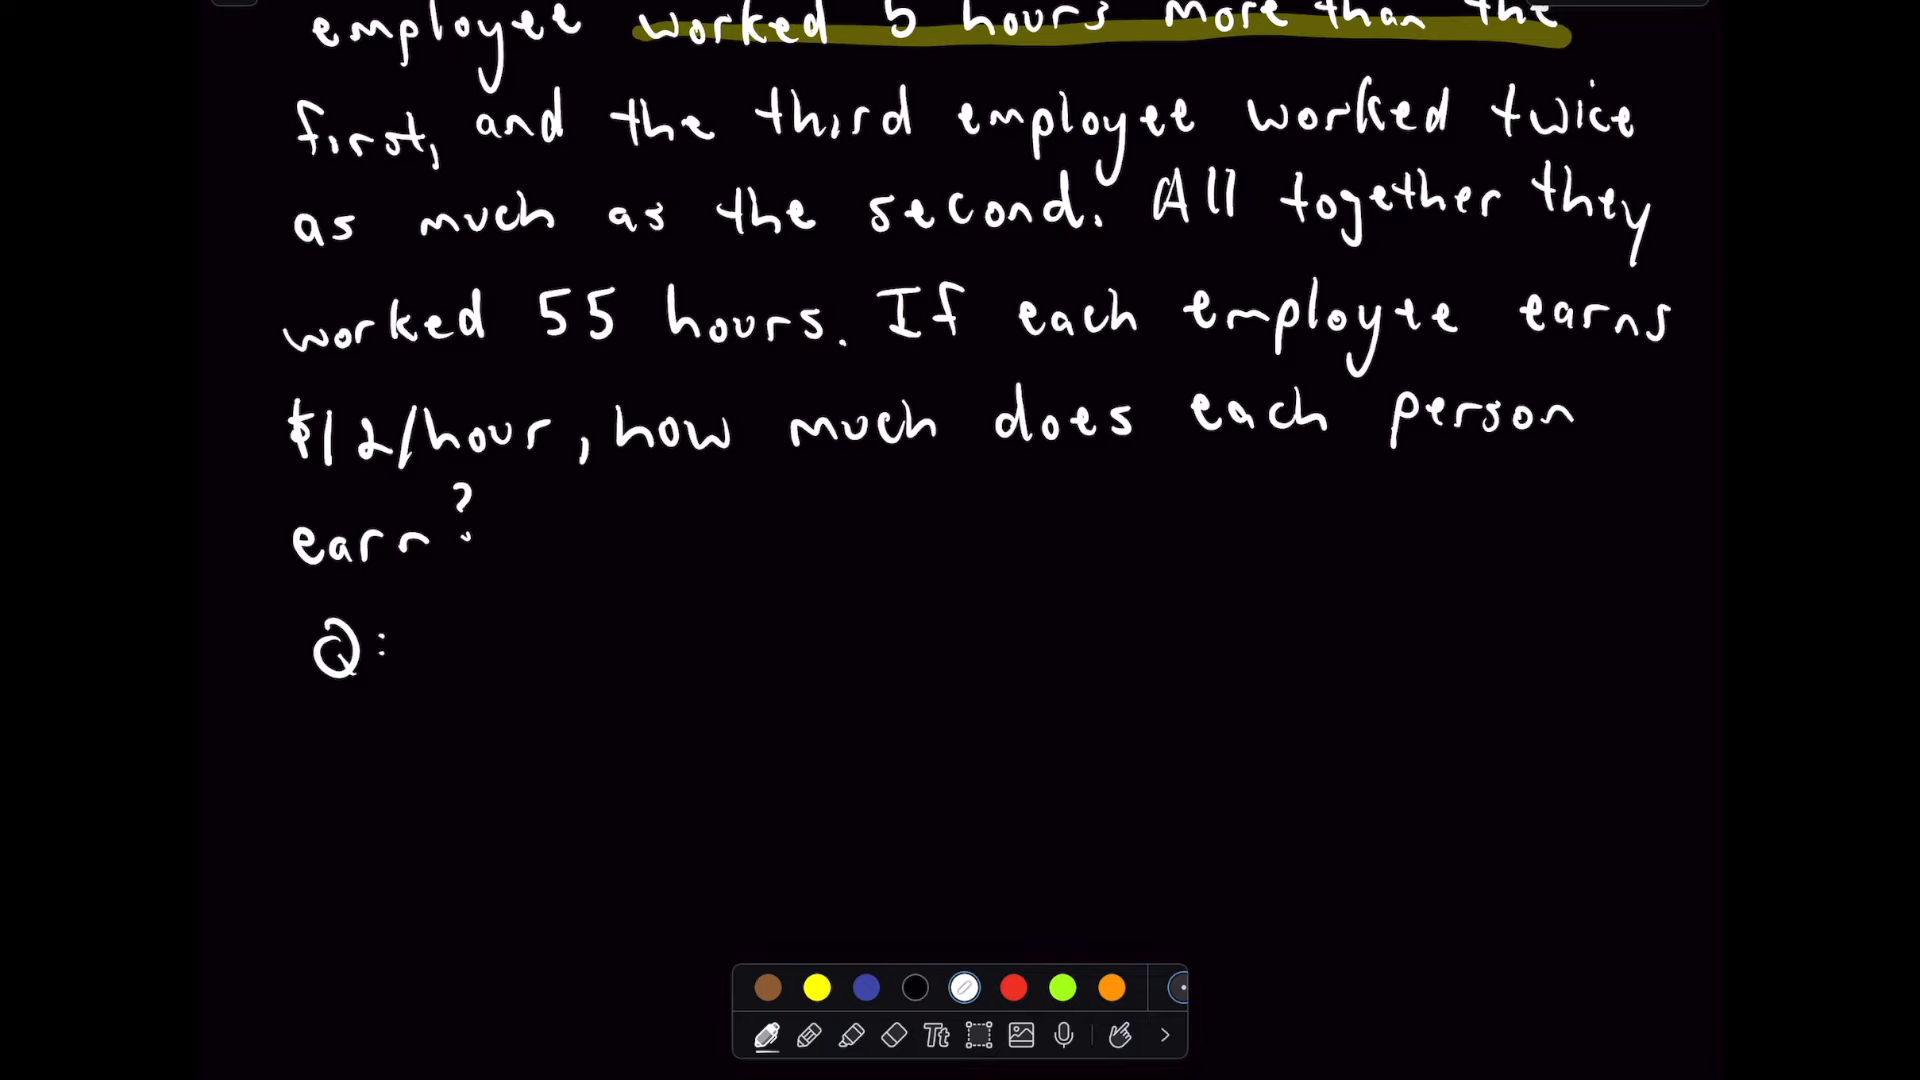 employee worked 5 hours more than the
first, and the third employee worked twice
as much as the second. All together they
worked 55 hours. If each employee earns
$12/hour, how much does each person
earn?
Q:
Tt